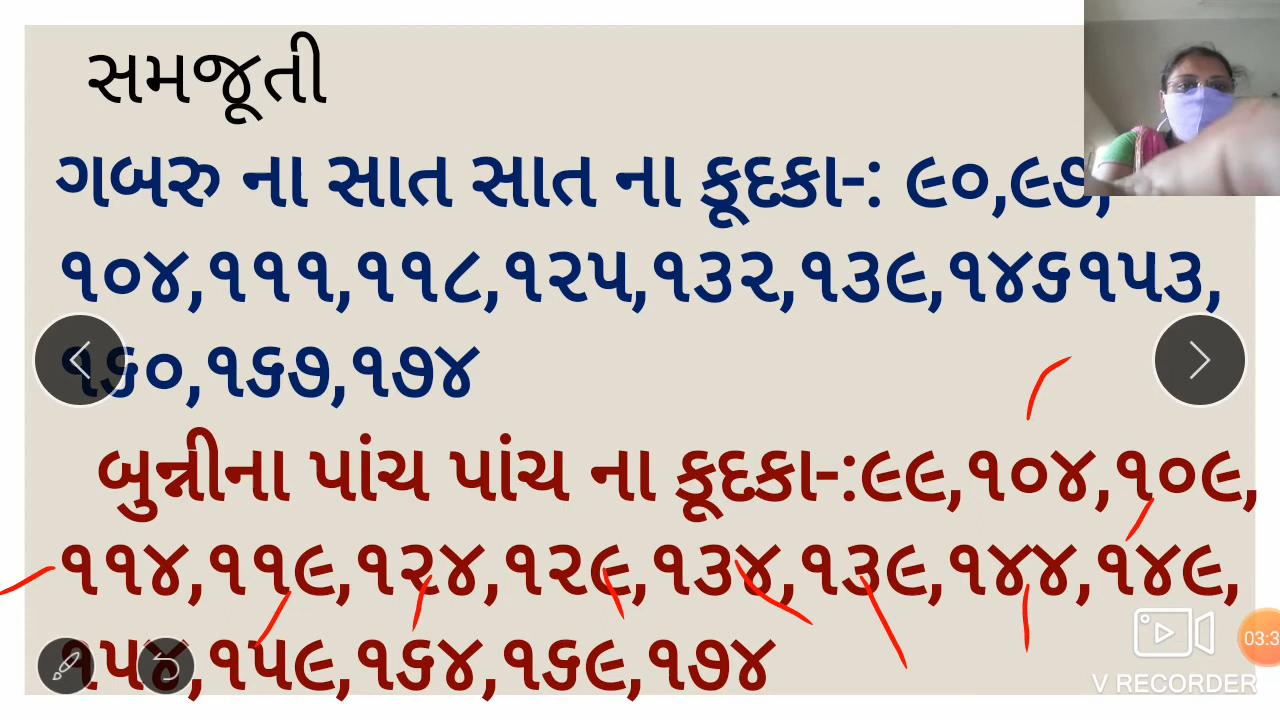 સમજૂતી
ગબરુ ના સાત સાત ના કૂદકા-: ૯૦,૯૭,
૧૦૪,૧૧૧,૧૧૮,૧૨૫,૧૩૨,૧૩૯,૧૪૬૧૫૩,
૧૬૦,૧૬૭,૧૭૪
બુન્નીના પાંચ પાંચ ના કૂદકા-:૯૯,૧૦૪,૧૦૯,
૧૧૪,૧૧૯,૧૨૪,૧૨૯,૧૩૪,૧૩૯,૧૪૪,૧૪૯,
૧૫૪,૧૫૯,૧૬૪,૧૬૯,૧૭૪
V RECORDER